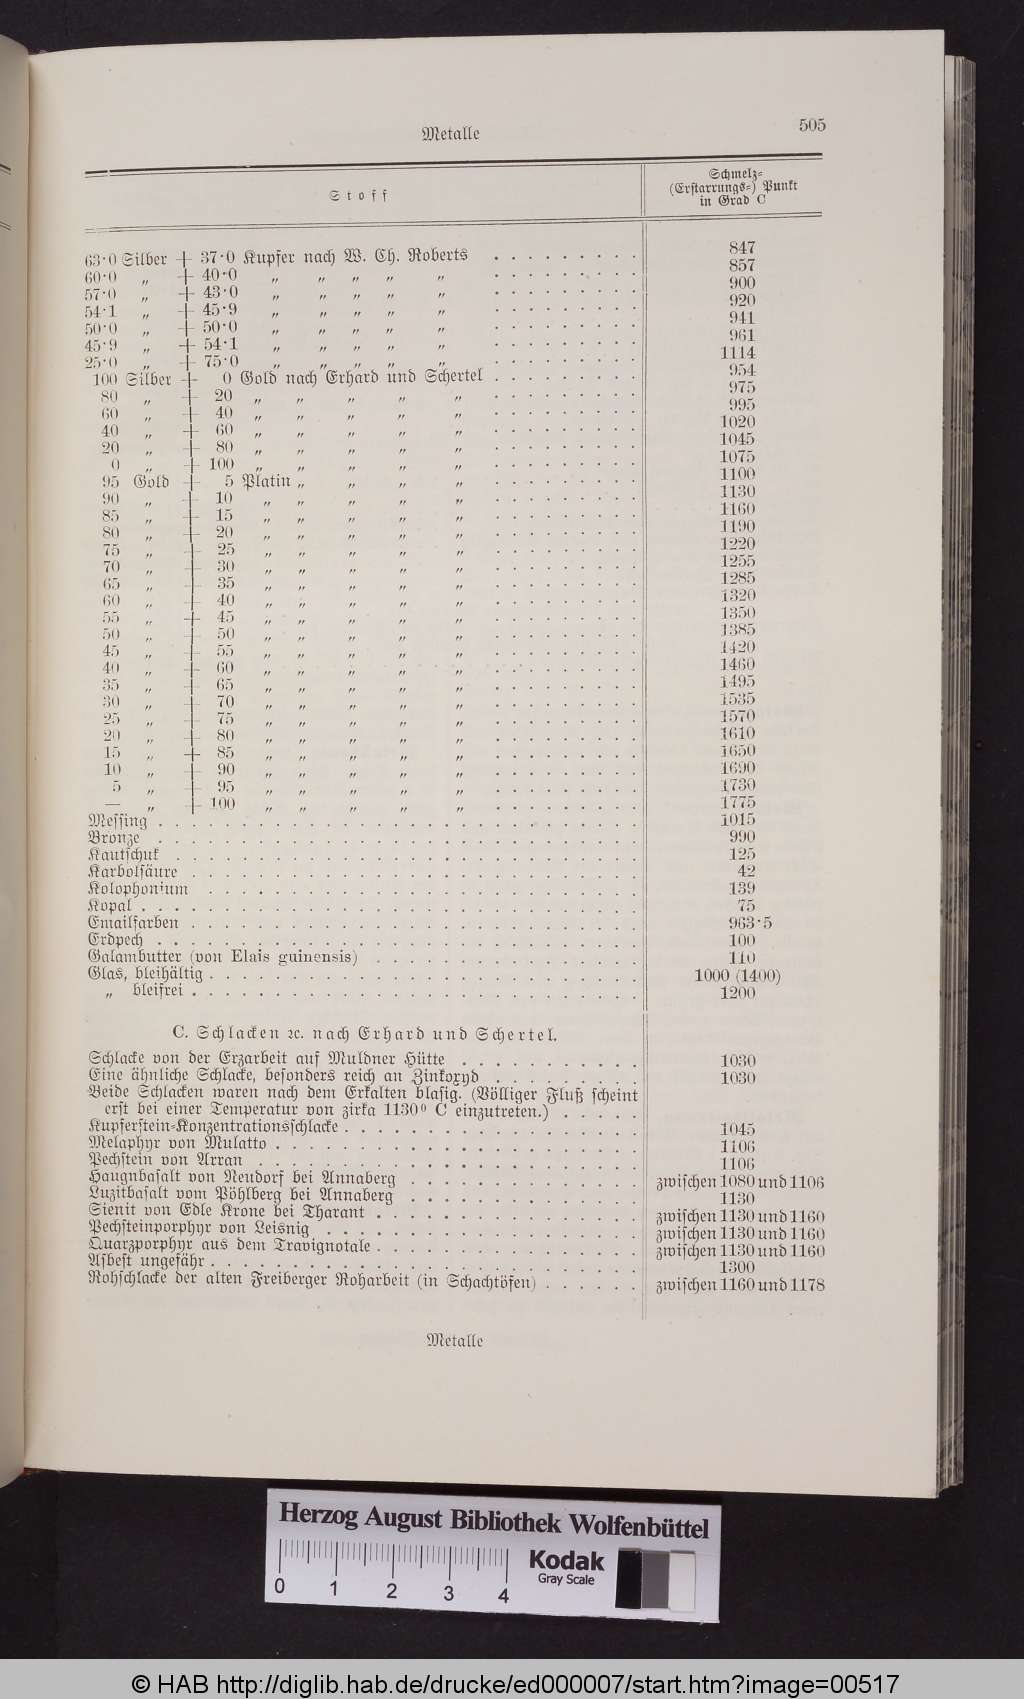 Metalle
505
Stoff
Schmelz-
(Erstarrungs-) Punkt
in Grad C
63·0 Silber + 37·0 Kupfer nach W. Ch. Roberts . . . . . . . . . 847
60·0 „ + 40·0 „ „ „ „ „ . . . . . . . . . 857
57·0 „ + 43·0 „ „ „ „ „ . . . . . . . . . 900
54·1 „ + 45·9 „ „ „ „ „ . . . . . . . . . 920
50·0 „ + 50·0 „ „ „ „ „ . . . . . . . . . 941
45·9 „ + 54·1 „ „ „ „ „ . . . . . . . . . 961
25·0 „ + 75·0 „ „ „ „ „ . . . . . . . . . 1114
100 Silber + 0 Gold nach Erhard und Schertel . . . . . . . . . 954
80 „ + 20 „ „ „ „ „ . . . . . . . . . 975
60 „ + 40 „ „ „ „ „ . . . . . . . . . 995
40 „ + 60 „ „ „ „ „ . . . . . . . . . 1020
20 „ + 80 „ „ „ „ „ . . . . . . . . . 1045
0 „ + 100 „ „ „ „ „ . . . . . . . . . 1075
95 Gold + 5 Platin „ „ „ „ . . . . . . . . . 1100
90 „ + 10 „ „ „ „ „ . . . . . . . . . 1130
85 „ + 15 „ „ „ „ „ . . . . . . . . . 1160
80 „ + 20 „ „ „ „ „ . . . . . . . . . 1190
75 „ + 25 „ „ „ „ „ . . . . . . . . . 1220
70 „ + 30 „ „ „ „ „ . . . . . . . . . 1255
65 „ + 35 „ „ „ „ „ . . . . . . . . . 1285
60 „ + 40 „ „ „ „ „ . . . . . . . . . 1320
55 „ + 45 „ „ „ „ „ . . . . . . . . . 1350
50 „ + 50 „ „ „ „ „ . . . . . . . . . 1385
45 „ + 55 „ „ „ „ „ . . . . . . . . . 1420
40 „ + 60 „ „ „ „ „ . . . . . . . . . 1460
35 „ + 65 „ „ „ „ „ . . . . . . . . . 1495
30 „ + 70 „ „ „ „ „ . . . . . . . . . 1535
25 „ + 75 „ „ „ „ „ . . . . . . . . . 1570
20 „ + 80 „ „ „ „ „ . . . . . . . . . 1610
15 „ + 85 „ „ „ „ „ . . . . . . . . . 1650
10 „ + 90 „ „ „ „ „ . . . . . . . . . 1690
5 „ + 95 „ „ „ „ „ . . . . . . . . . 1730
— „ + 100 „ „ „ „ „ . . . . . . . . . 1775
Messing . . . . . . . . . 1015
Bronze . . . . . . . . . 990
Kautschuk . . . . . . . . . 125
Karbolsäure . . . . . . . . . 42
Kolophonium . . . . . . . . . 139
Kopal . . . . . . . . . 75
Emailfarben . . . . . . . . . 963·5
Erdpech . . . . . . . . . 100
Galambutter (von Elais guinensis) . . . . . . . . . 110
Glas, bleihältig . . . . . . . . . 1000 (1400)
„ bleifrei . . . . . . . . . 1200
C. Schlacken ꝛc. nach Erhard und Schertel.
Schlacke von der Erzarbeit auf Muldner Hütte . . . . . . . . . 1030
Eine ähnliche Schlacke, besonders reich an Zinkoxyd . . . . . . . . 1030
Beide Schlacken waren nach dem Erkalten blasig. (Völliger Fluß scheint
erst bei einer Temperatur von zirka 1130° C einzutreten.) . . . . .
Kupferstein-Konzentrationsschlacke . . . . . . . . . 1045
Melaphyr von Mulatto . . . . . . . . . 1106
Pechstein von Arran . . . . . . . . . 1106
Haugnbasalt von Neudorf bei Annaberg . . . . . . . . . zwischen 1080 und 1106
Luzitbasalt vom Pöhlberg bei Annaberg . . . . . . . . . 1130
Sienit von Edle Krone bei Tharant . . . . . . . . . zwischen 1130 und 1160
Pechsteinporphyr von Leisnig . . . . . . . . . zwischen 1130 und 1160
Quarzporphyr aus dem Travignotale . . . . . . . . . zwischen 1130 und 1160
Asbest ungefähr . . . . . . . . . 1300
Rohschlacke der alten Freiberger Roharbeit (in Schachtöfen) . . . . . . zwischen 1160 und 1178
Metalle
Herzog August Bibliothek Wolfenbüttel
0 1 2 3 4
Kodak
Gray Scale
© HAB http://diglib.hab.de/drucke/ed000007/start.htm?image=00517